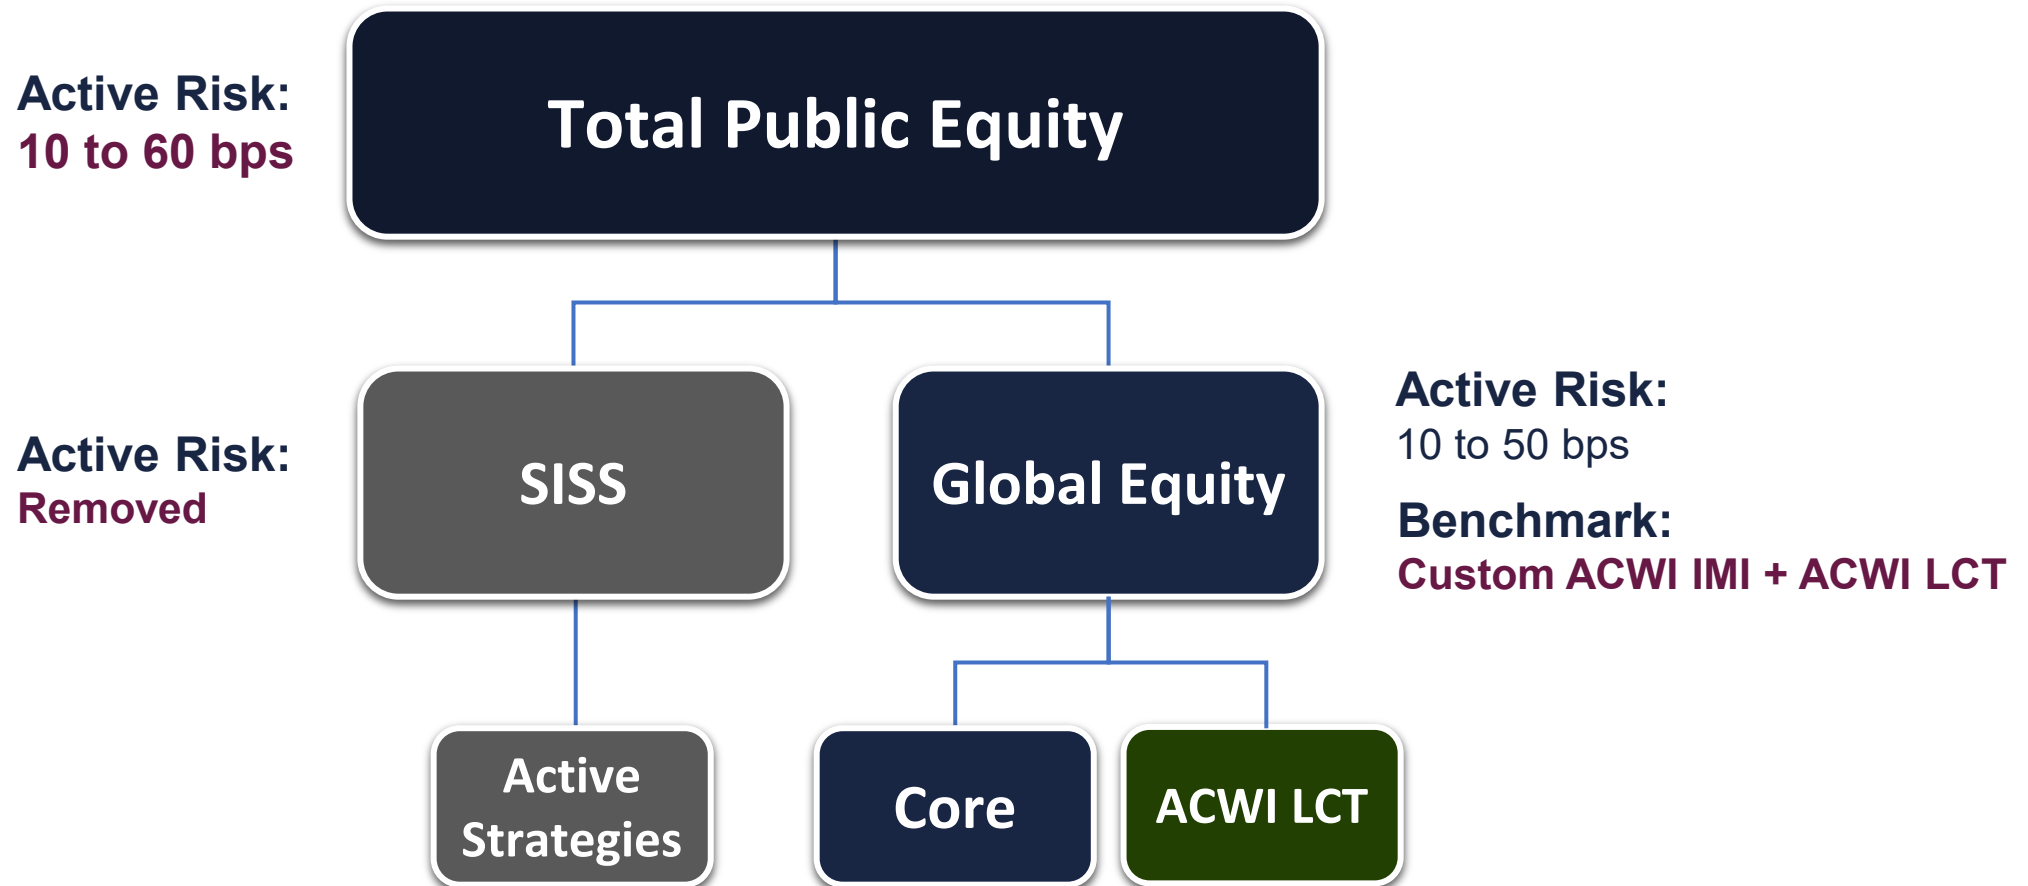 Active Risk:
10 to 60 bps
Total Public Equity
Active Risk:
Removed
SISS
Global Equity
Active Risk:
10 to 50 bps
Benchmark:
Custom ACWI IMI + ACWI LCT
Active
Strategies
Core
ACWI LCT